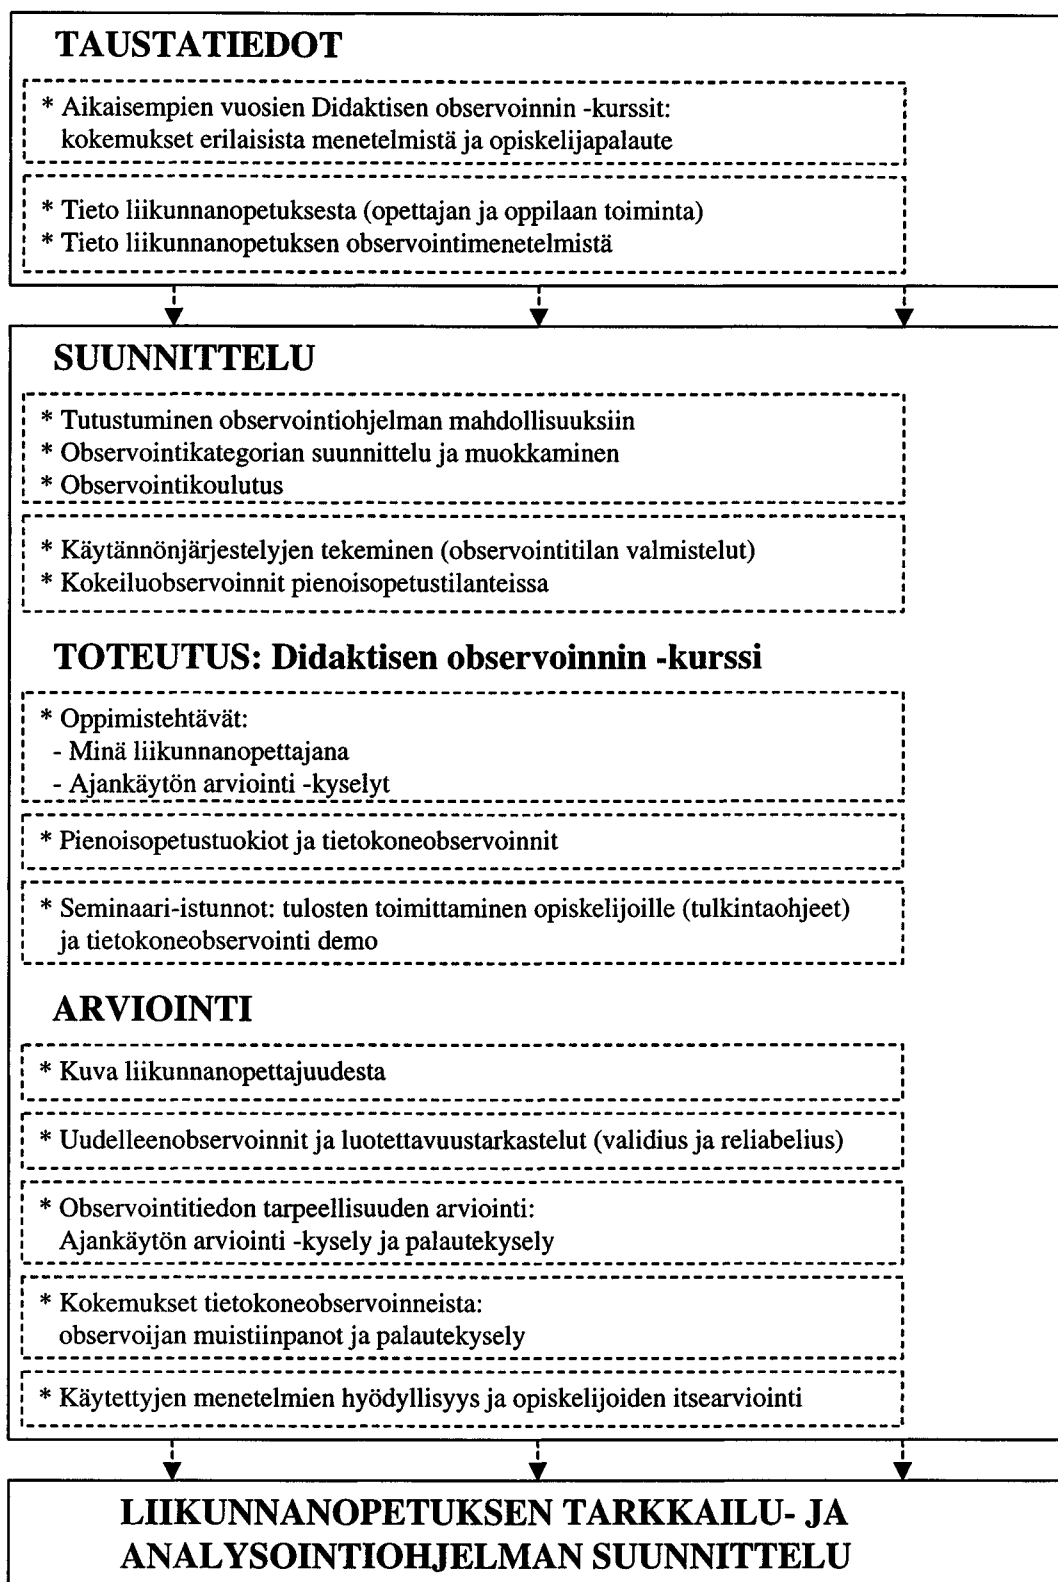 TAUSTATIEDOT
* Aikaisempien vuosien Didaktisen observoinnin -kurssit:
kokemukset erilaisista menetelmistä ja opiskelijapalaute
* Tieto liikunnanopetuksesta (opettajan ja oppilaan toiminta)
* Tieto liikunnanopetuksen observointimenetelmistä
SUUNNITTELU
* Tutustuminen observointiohjelman mahdollisuuksiin
* Observointikategorian suunnittelu ja muokkaminen
* Observointikoulutus
* Käytännönjärjestelyjen tekeminen (observointitilan valmistelut)
* Kokeiluobservoinnit pienoisopetustilanteissa
TOTEUTUS: Didaktisen observoinnin -kurssi
* Oppimistehtävät:
- Minä liikunnanopettajana
- Ajankäytön arviointi -kyselyt
* Pienoisopetustuokiot ja tietokoneobservoinnit
* Seminaari-istunnot: tulosten toimittaminen opiskelijoille (tulkintaohjeet)
ja tietokoneobservointi demo
ARVIOINTI
* Kuva liikunnanopettajuudesta
* Uudelleenobservoinnit ja luotettavuustarkastelut (validius ja reliabelius)
* Observointitiedon tarpeellisuuden arviointi:
Ajankäytön arviointi -kysely ja palautekysely
* Kokemukset tietokoneobservoinneista:
observoijan muistiinpanot ja palautekysely
* Käytettyjen menetelmien hyödyllisyys ja opiskelijoiden itsearviointi
LIIKUNNANOPETUKSEN TARKKAILU- JA
ANALYSOINTIOHJELMAN SUUNNITTELU